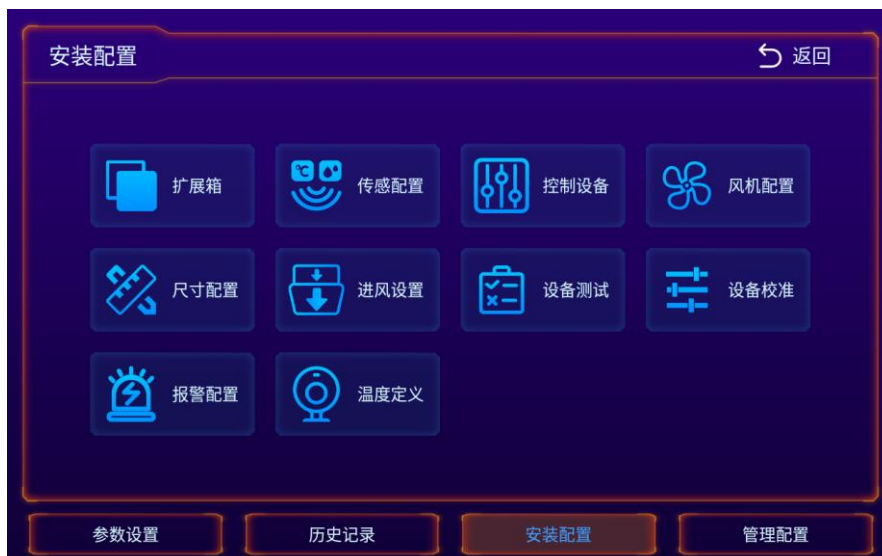 安装配置
返回
扩展箱
℃
传感配置
控制设备
风机配置
尺寸配置
进风设置
设备测试
设备校准
报警配置
温度定义
参数设置
历史记录
安装配置
管理配置